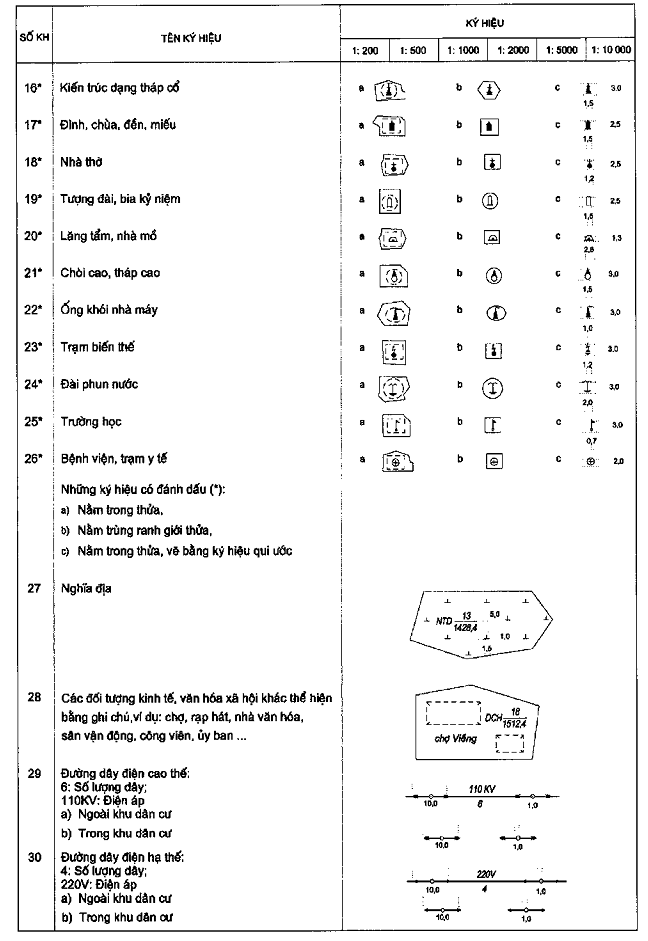 SỐ KH TÊN KÝ HIỆU KÝ HIỆU
1: 200 1: 500 1: 1000 1: 2000 1: 5000 1: 10 000
16* Kiến trúc dạng tháp cổ a b c 3,0
1,5
17* Đình, chùa, đền, miếu a b c 2,5
1,5
18* Nhà thờ a b c 2,5
1,2
19* Tượng đài, bia kỷ niệm a b c 2,5
1,5
20* Lăng tẩm, nhà mồ a b c 1,3
2,5
21* Chòi cao, tháp cao a b c 3,0
1,5
22* Ống khói nhà máy a b c 3,0
1,0
23* Trạm biến thế a b c 3,0
1,2
24* Đài phun nước a b c 3,0
2,0
25* Trường học a b c 3,0
0,7
26* Bệnh viện, trạm y tế a b c 2,0
Những ký hiệu có đánh dấu (*):
a) Nằm trong thửa,
b) Nằm trùng ranh giới thửa,
c) Nằm trong thửa, vẽ bằng ký hiệu qui ước
27 Nghĩa địa
NTD 13 5,0
1428,4 1,0
1,5
28 Các đối tượng kinh tế, văn hóa xã hội khác thể hiện
bằng ghi chú,ví dụ: chợ, rạp hát, nhà văn hóa,
sân vận động, công viên, ủy ban ...
DCH 18
1512,4
chợ Viềng
29 Đường dây điện cao thế:
6: Số lượng dây;
110KV: Điện áp
a) Ngoài khu dân cư
b) Trong khu dân cư
110 KV
10,0 6 1,0
10,0 1,0
30 Đường dây điện hạ thế:
4: Số lượng dây;
220V: Điện áp
a) Ngoài khu dân cư
b) Trong khu dân cư
220V
10,0 4 1,0
10,0 1,0